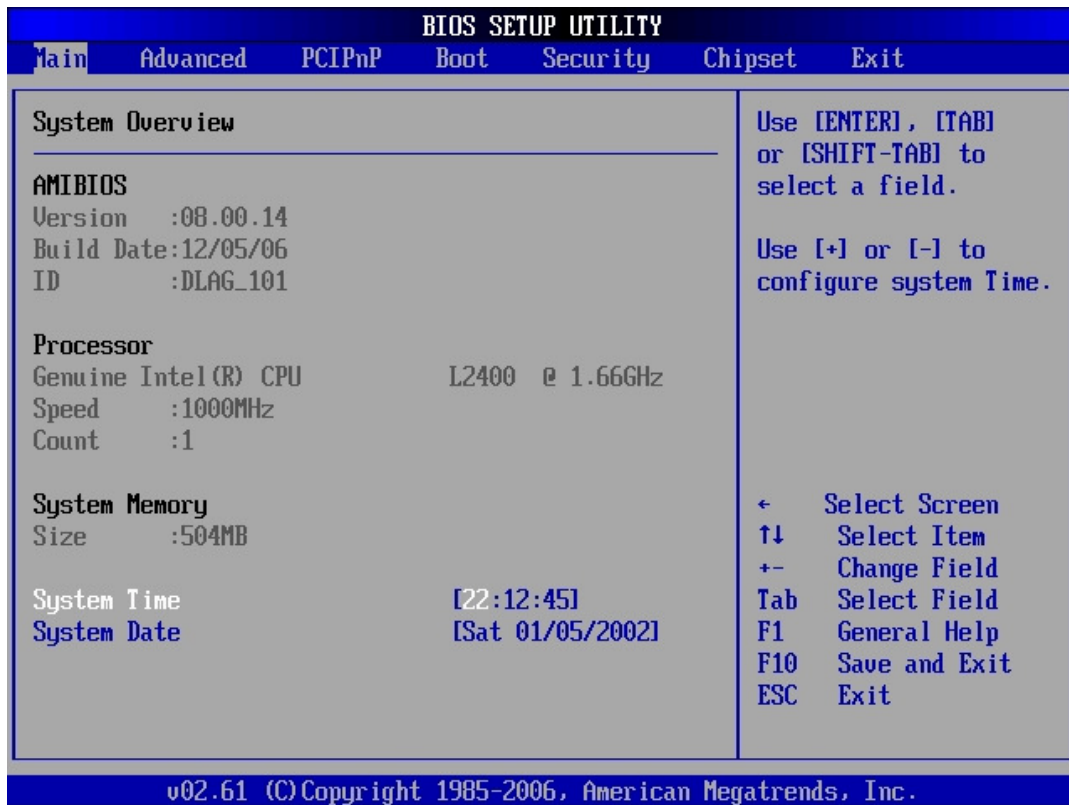 BIOS SETUP UTILITY
Main Advanced PCIPnP Boot Security Chipset Exit
System Overview
AMIBIOS
Version :08.00.14
Build Date:12/05/06
ID :DLAG_101
Processor
Genuine Intel(R) CPU L2400 @ 1.66GHz
Speed :1000MHz
Count :1
System Memory
Size :504MB
System Time [22:12:45]
System Date [Sat 01/05/2002]
Use [ENTER], [TAB]
or [SHIFT-TAB] to
select a field.
Use [+] or [-] to
configure system Time.
← Select Screen
↑↓ Select Item
+- Change Field
Tab Select Field
F1 General Help
F10 Save and Exit
ESC Exit
v02.61 (C)Copyright 1985-2006, American Megatrends, Inc.